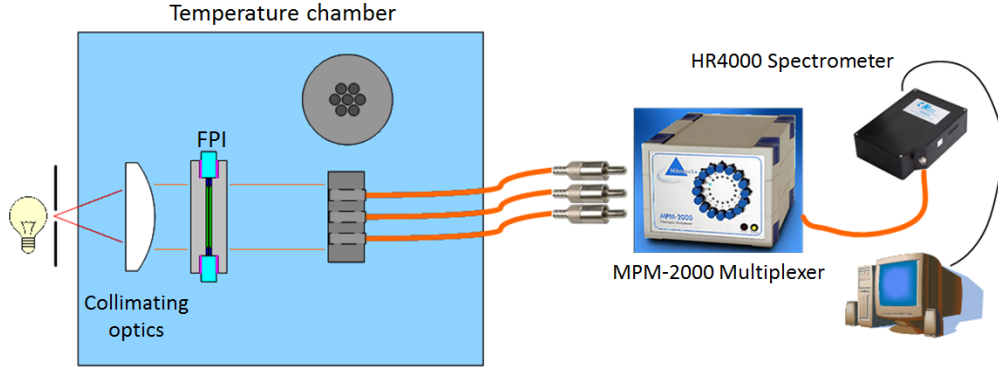 Temperature chamber
HR4000 Spectrometer
FPI
MPM-2000
MPM-2000 Multiplexer
Collimating
optics